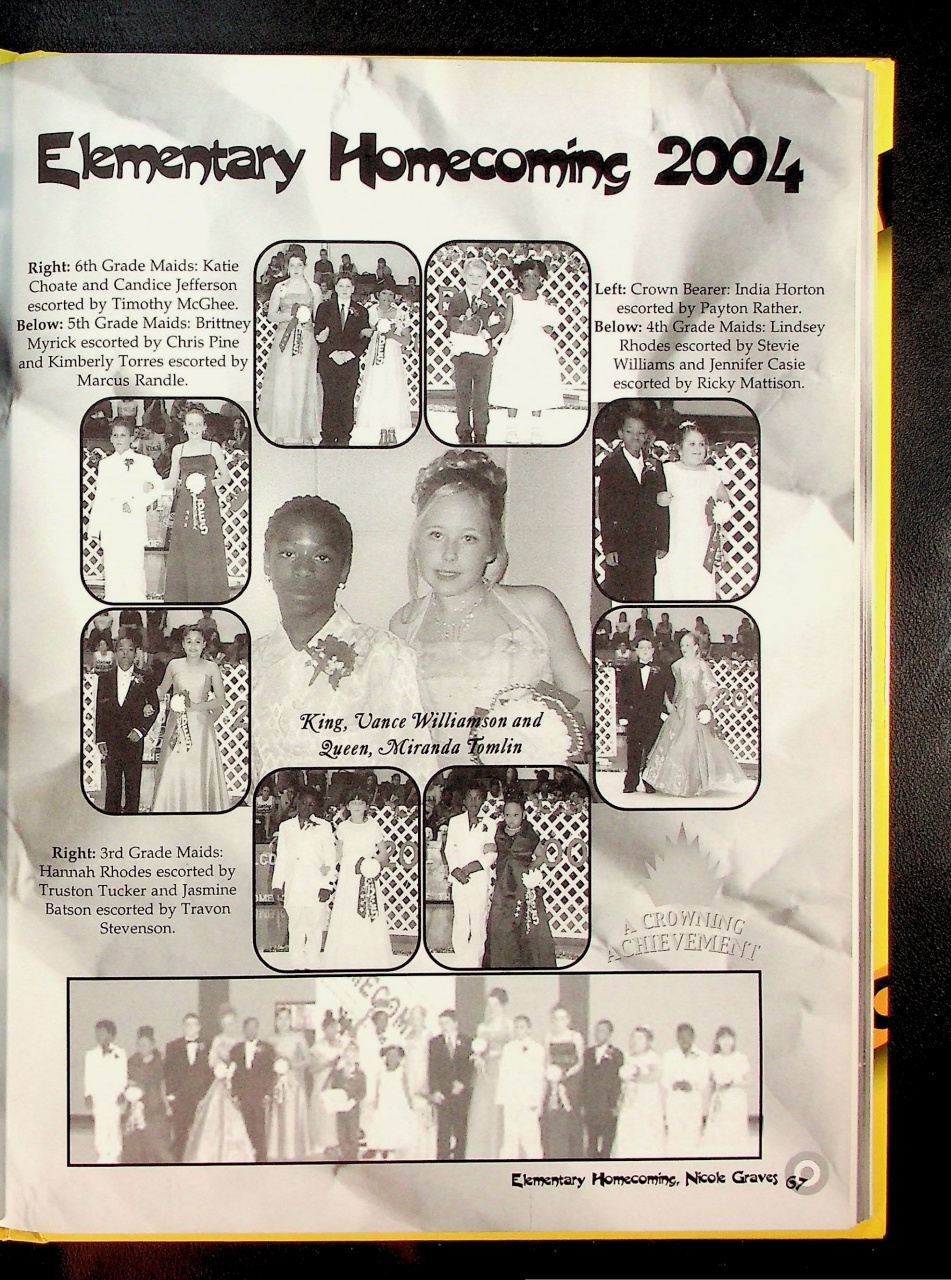 Elementary Homecoming 2004
Right: 6th Grade Maids: Katie
Choate and Candice Jefferson
escorted by Timothy McGhee.
Below: 5th Grade Maids: Brittney
Myrick escorted by Chris Pine
and Kimberly Torres escorted by
Marcus Randle.
Left: Crown Bearer: India Horton
escorted by Payton Rather.
Below: 4th Grade Maids: Lindsey
Rhodes escorted by Stevie
Williams and Jennifer Casie
escorted by Ricky Mattison.
King, Vance Williamson and
Queen, Miranda Tomlin
Right: 3rd Grade Maids:
Hannah Rhodes escorted by
Truston Tucker and Jasmine
Batson escorted by Travon
Stevenson.
A CROWNING
ACHIEVEMENT
Elementary Homecoming, Nicole Graves 67